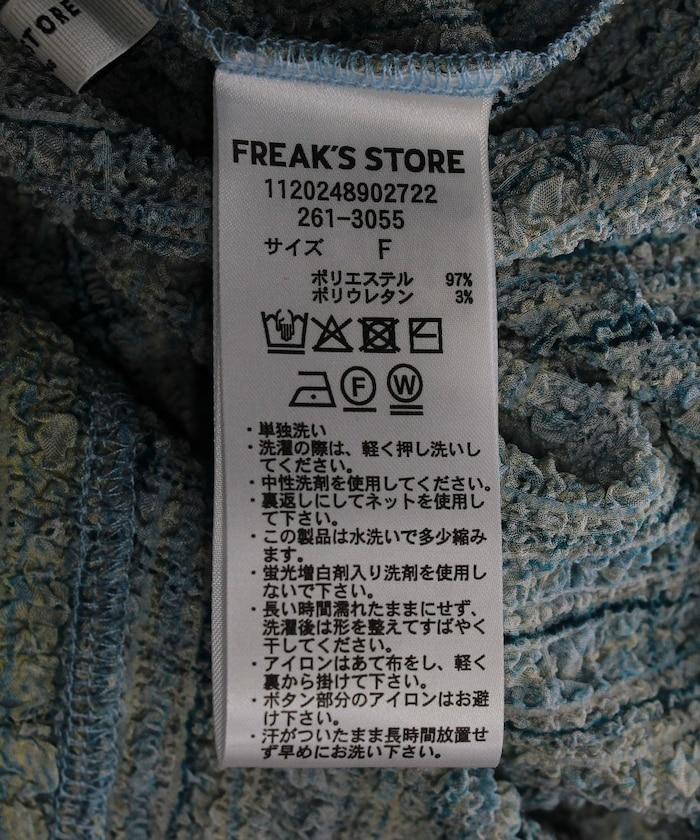 STORE
FREAK'S STORE
1120248902722
261-3055
サイズ F
ポリエステル 97%
ポリウレタン 3%
F W
・単独洗い
・洗濯の際は、軽く押し洗いし
てください。
・中性洗剤を使用してください。
・裏返しにしてネットを使用し
て下さい。
・この製品は水洗いで多少縮み
ます。
・蛍光増白剤入り洗剤を使用し
ないで下さい。
・長い時間濡れたままにせず、
洗濯後は形を整えてすばやく
干してください。
・アイロンはあて布をし、軽く
裏から掛けて下さい。
・ボタン部分のアイロンはお避
け下さい。
・汗がついたまま長時間放置せ
ず早めにお洗い下さい。